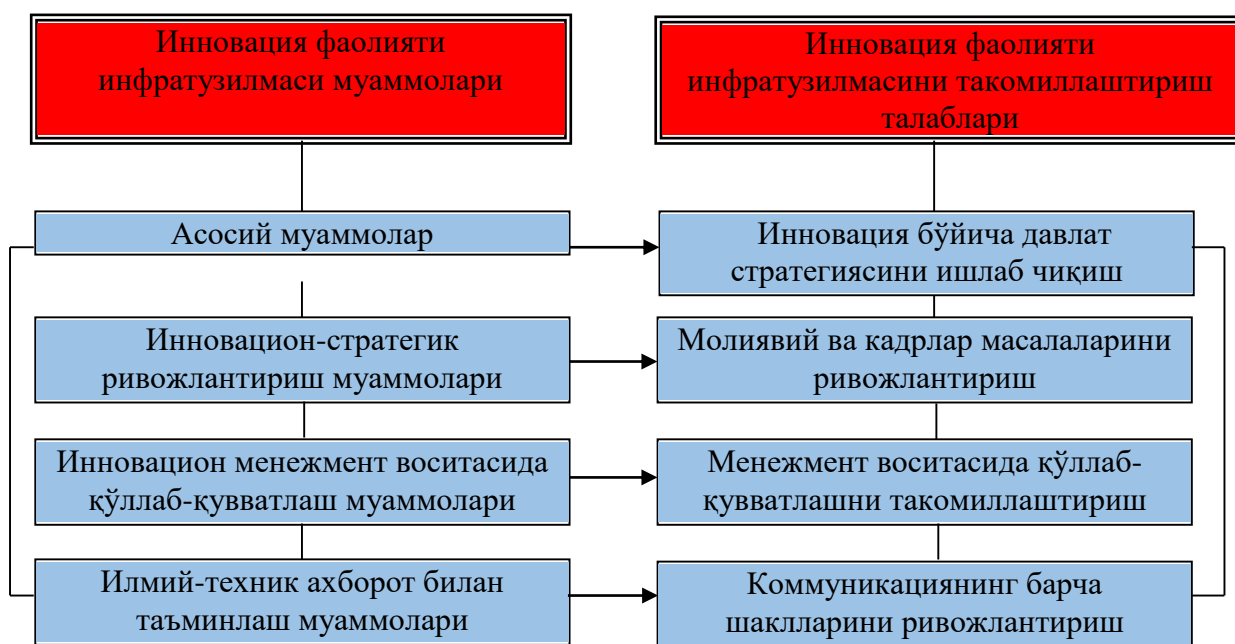 Инновация фаолияти
инфратузилмаси муаммолари
Инновация фаолияти
инфратузилмасини такомиллаштириш
талаблари
Асосий муаммолар
Инновация бўйича давлат
стратегиясини ишлаб чиқиш
Инновацион-стратегик
ривожлантириш муаммолари
Молиявий ва кадрлар масалаларини
ривожлантириш
Инновацион менежмент воситасида
қўллаб-қувватлаш муаммолари
Менежмент воситасида қўллаб-
қувватлашни такомиллаштириш
Илмий-техник ахборот билан
таъминлаш муаммолари
Коммуникациянинг барча
шаклларини ривожлантириш